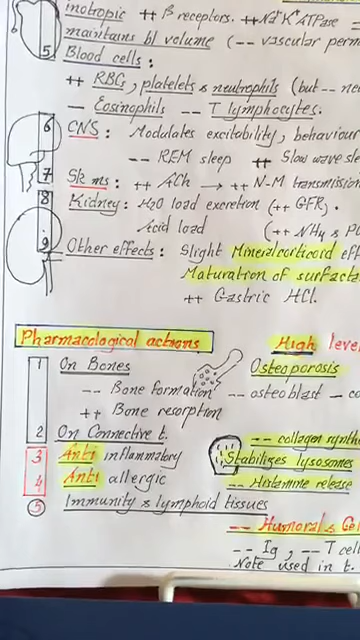 inotropic ++ β receptors. ++ Na⁺K⁺ATPase =
maintains bl volume (-- vascular perm
5 Blood cells:
++ RBCs, platelets & neutrophils (but --
— Eosinophils -- T lymphocytes.
6 CNS: Modulates excitability, behaviour
-- REM sleep ++ Slow wave sle
7 Sk ms: ++ ACh → ++ N-M transmission
8 Kidney: H₂O load excretion (++ GFR).
Acid load (++ NH₄ &
9 Other effects: Slight Mineralcorticoid eff
Maturation of surfacta
++ Gastric HCl.
Pharmacological actions High leve
1 On Bones Osteoporosis
-- Bone formation -- osteoblast –
++ Bone resorption
2 On Connective t. -- collagen synth
3 Anti inflammatory Stabilizes lysosomes
4 Anti allergic -- Histamine release
5 Immunity & lymphoid tissues
-- Humoral &
-- Ig, -- T cell
Note used in t.